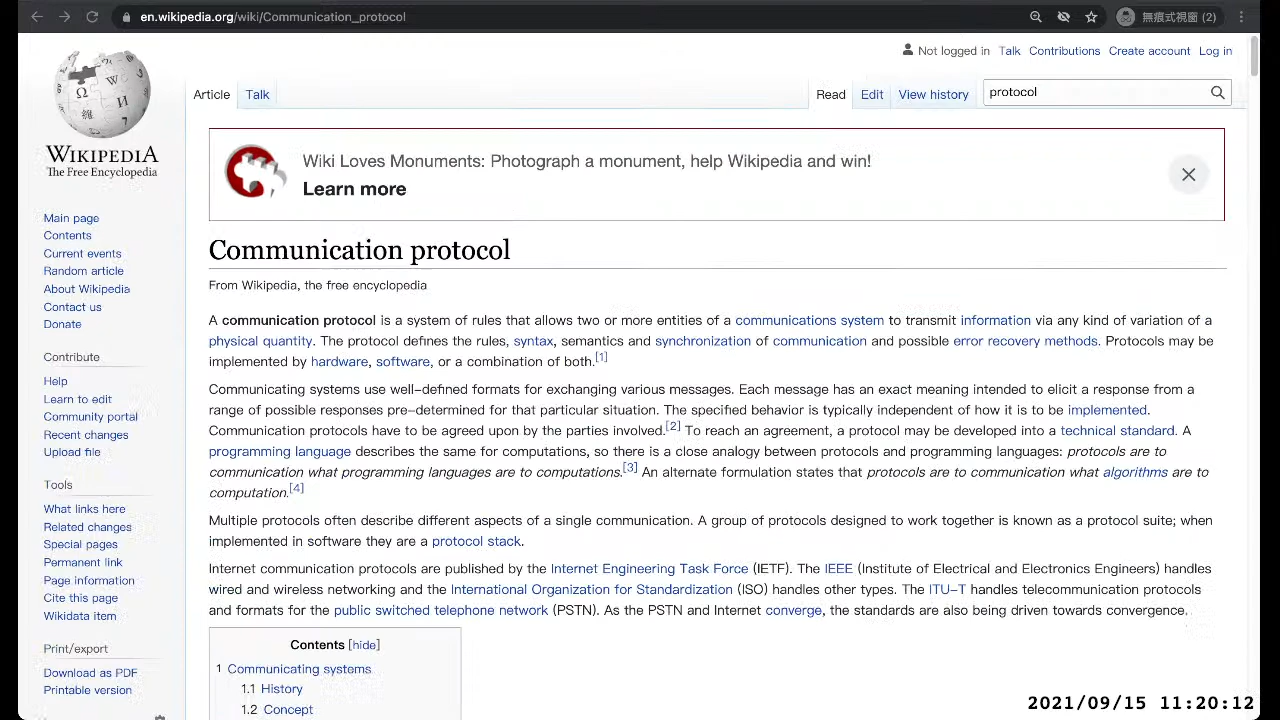 en.wikipedia.org/wiki/Communication_protocol
無痕式視窗 (2)
WIKIPEDIA
The Free Encyclopedia
Not logged in Talk Contributions Create account Log in
Article Talk
Read Edit View history
protocol
Wiki Loves Monuments: Photograph a monument, help Wikipedia and win!
Learn more
Main page
Contents
Current events
Random article
About Wikipedia
Contact us
Donate
Contribute
Help
Learn to edit
Community portal
Recent changes
Upload file
Tools
What links here
Related changes
Special pages
Permanent link
Page information
Cite this page
Wikidata item
Print/export
Download as PDF
Printable version
Communication protocol
From Wikipedia, the free encyclopedia
A communication protocol is a system of rules that allows two or more entities of a communications system to transmit information via any kind of variation of a
physical quantity. The protocol defines the rules, syntax, semantics and synchronization of communication and possible error recovery methods. Protocols may be
implemented by hardware, software, or a combination of both.[1]
Communicating systems use well-defined formats for exchanging various messages. Each message has an exact meaning intended to elicit a response from a
range of possible responses pre-determined for that particular situation. The specified behavior is typically independent of how it is to be implemented.
Communication protocols have to be agreed upon by the parties involved.[2] To reach an agreement, a protocol may be developed into a technical standard. A
programming language describes the same for computations, so there is a close analogy between protocols and programming languages: protocols are to
communication what programming languages are to computations.[3] An alternate formulation states that protocols are to communication what algorithms are to
computation.[4]
Multiple protocols often describe different aspects of a single communication. A group of protocols designed to work together is known as a protocol suite; when
implemented in software they are a protocol stack.
Internet communication protocols are published by the Internet Engineering Task Force (IETF). The IEEE (Institute of Electrical and Electronics Engineers) handles
wired and wireless networking and the International Organization for Standardization (ISO) handles other types. The ITU-T handles telecommunication protocols
and formats for the public switched telephone network (PSTN). As the PSTN and Internet converge, the standards are also being driven towards convergence.
Contents [hide]
1 Communicating systems
1.1 History
1.2 Concept
2021/09/15 11:20:12